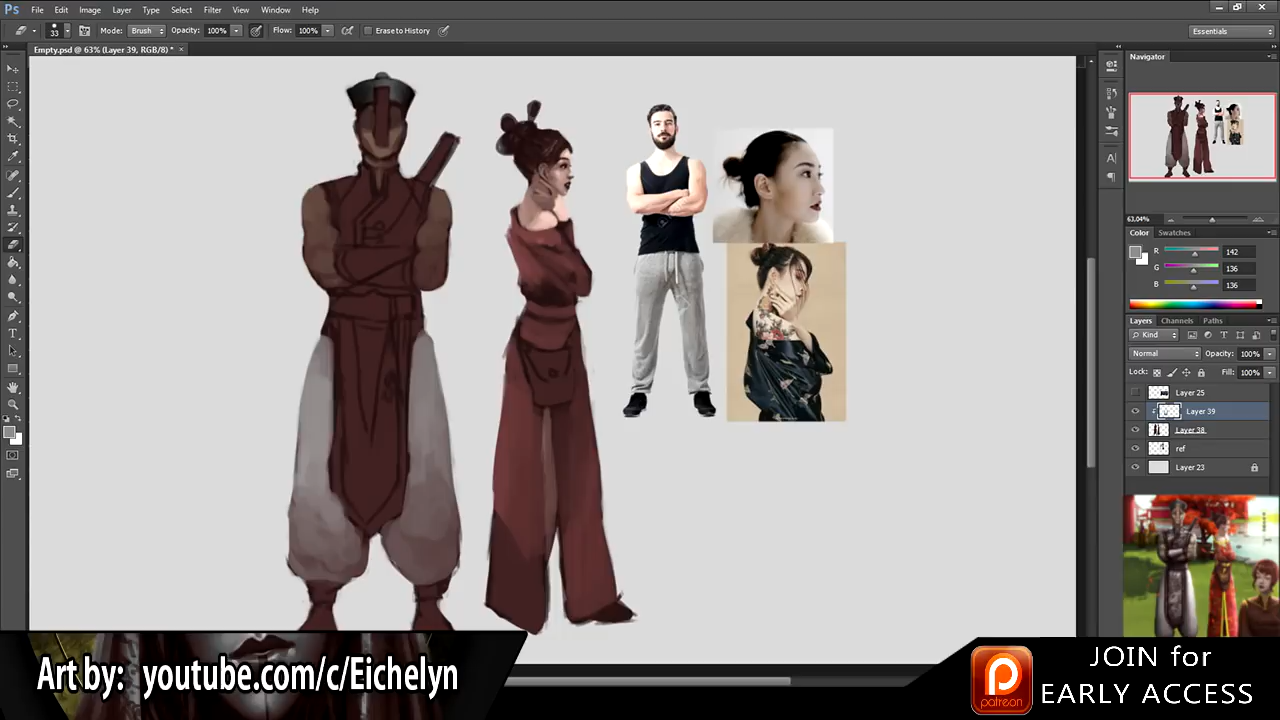 Ps File Edit Image Layer Type Select Filter View Window Help
33 Mode: Brush Opacity: 100% Flow: 100% Erase to History Essentials
Empty.psd @ 63% (Layer 39, RGB/8) * ×
Navigator
63.04%
Color Swatches
R 142
G 136
B 136
Layers Channels Paths
Kind
Normal Opacity: 100%
Lock: Fill: 100%
Layer 25
Layer 39
Layer 38
ref
Layer 23
Art by: youtube.com/c/Eichelyn
patreon
JOIN for
EARLY ACCESS